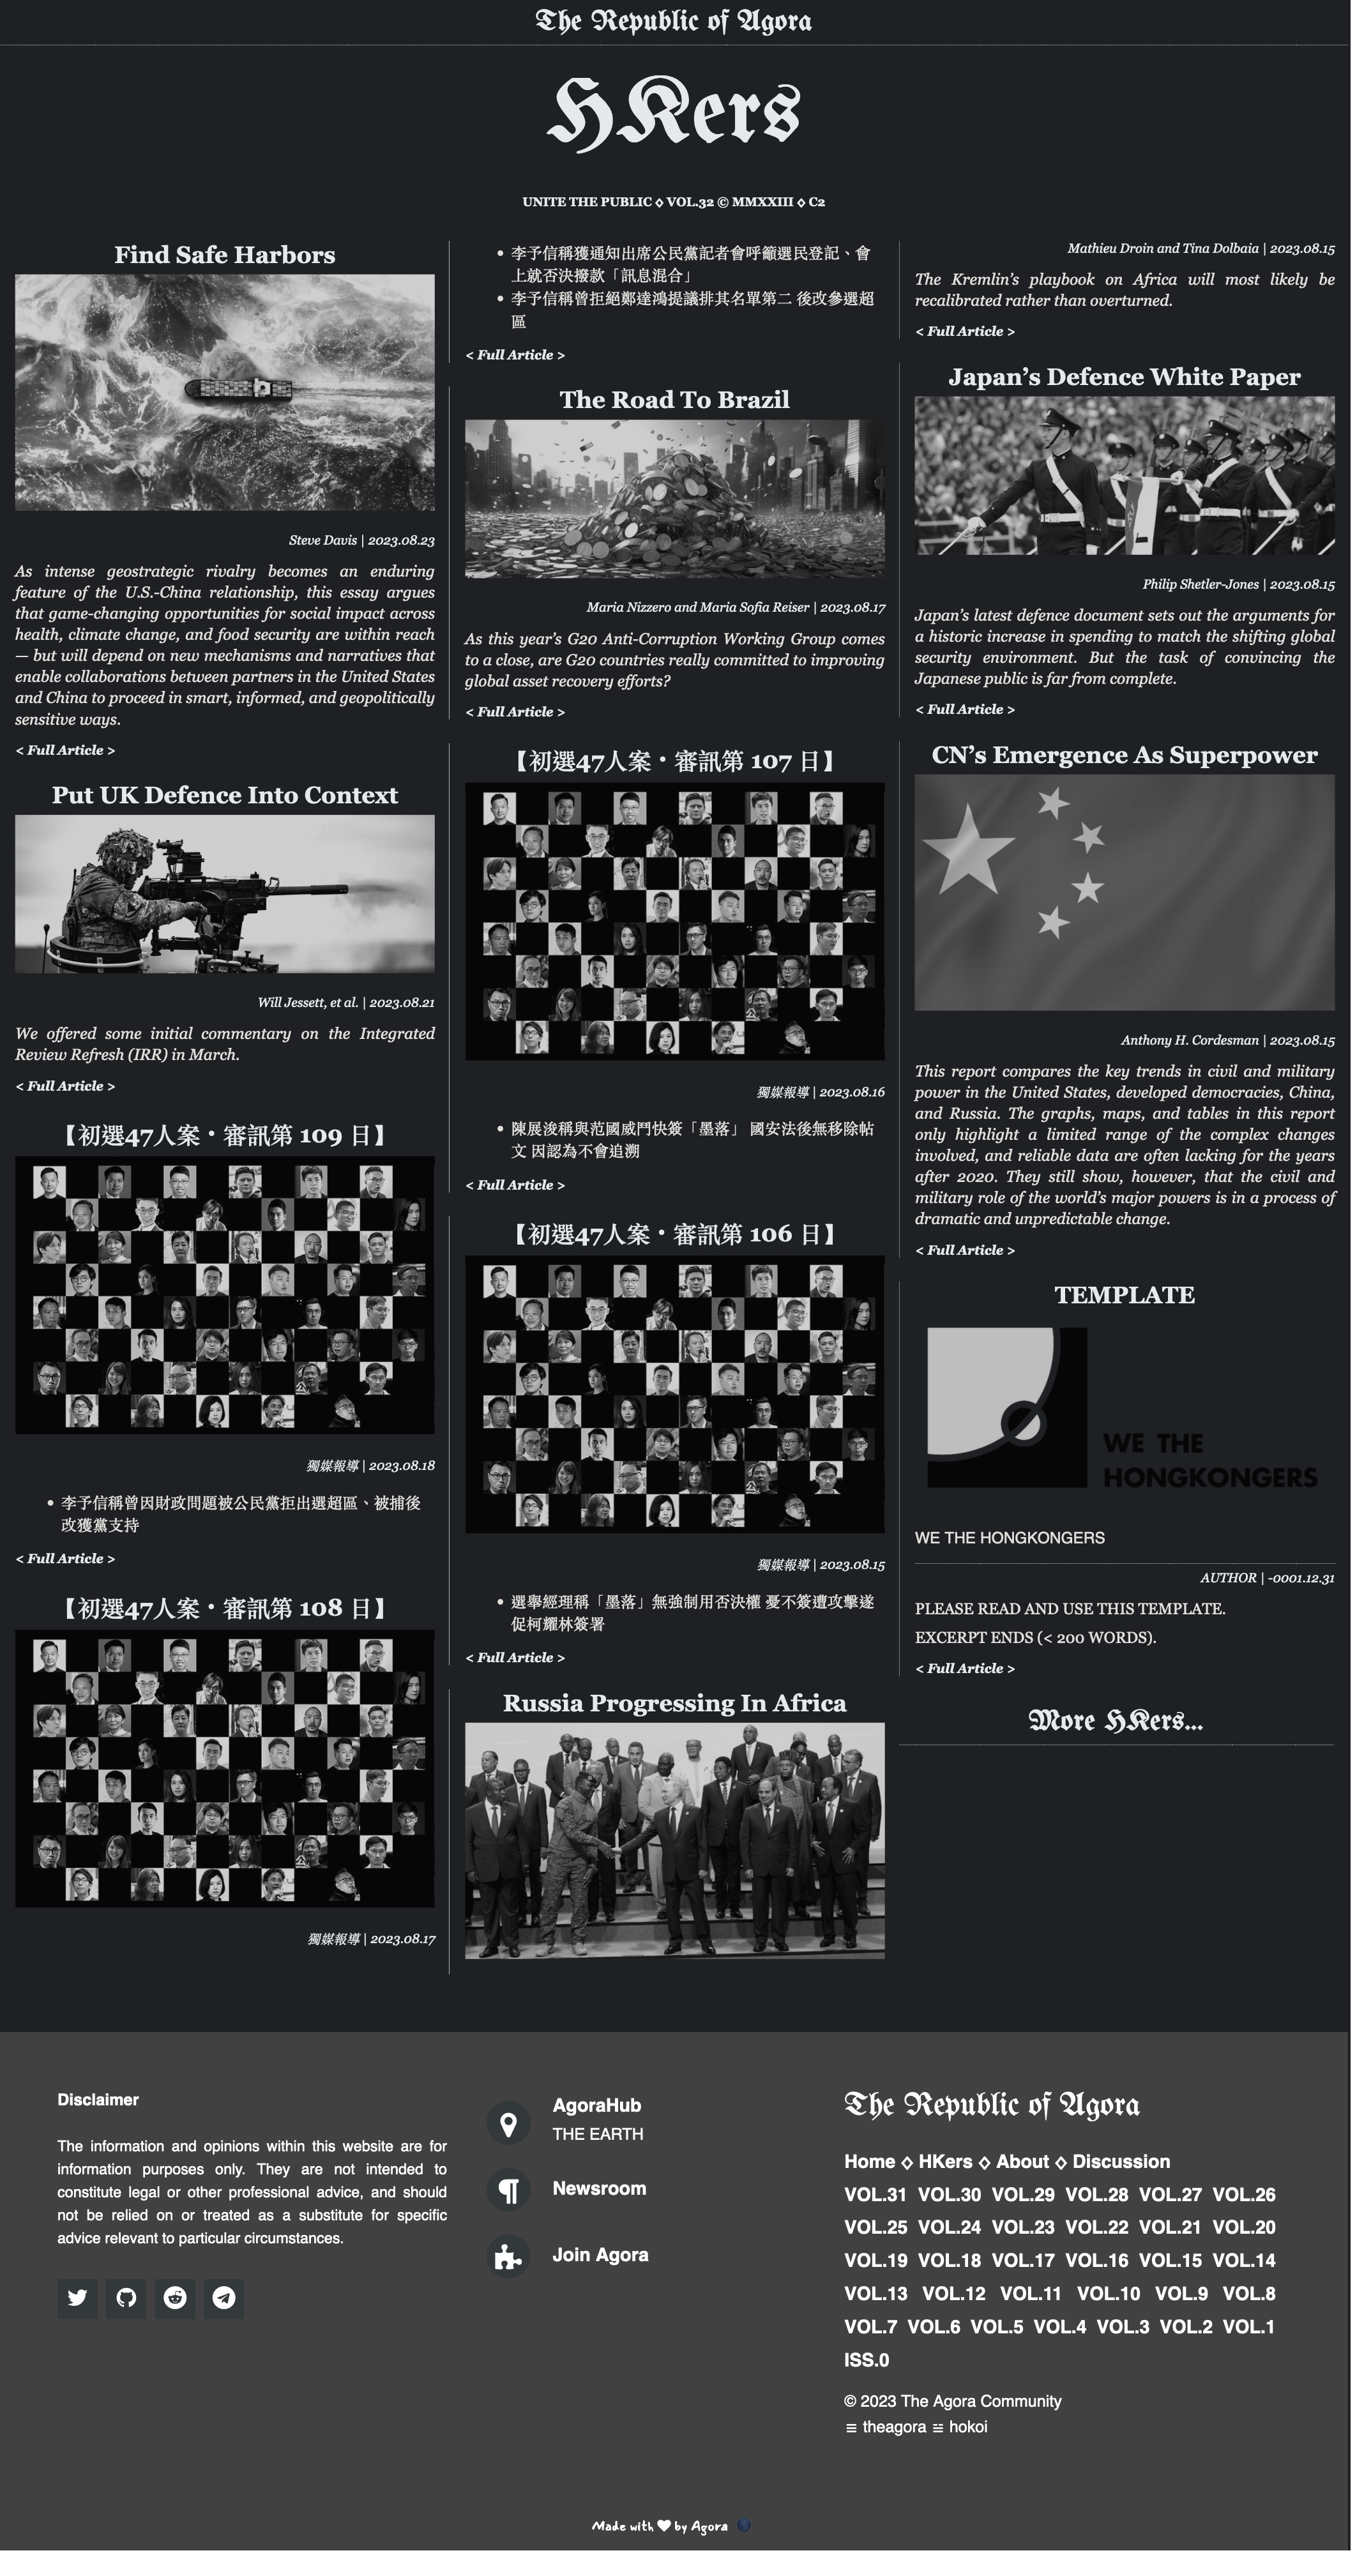 The Republic of Agora
HKers
UNITE THE PUBLIC ◊ VOL.32 © MMXXIII ◊ C2
Find Safe Harbors
Steve Davis | 2023.08.23
As intense geostrategic rivalry becomes an enduring
feature of the U.S.-China relationship, this essay argues
that game-changing opportunities for social impact across
health, climate change, and food security are within reach
— but will depend on new mechanisms and narratives that
enable collaborations between partners in the United States
and China to proceed in smart, informed, and geopolitically
sensitive ways.
< Full Article >
Put UK Defence Into Context
Will Jessett, et al. | 2023.08.21
We offered some initial commentary on the Integrated
Review Refresh (IRR) in March.
< Full Article >
【初選47人案・審訊第 109 日】
獨媒報導 | 2023.08.18
• 李予信稱曾因財政問題被公民黨拒出選超區、被捕後
改獲黨支持
< Full Article >
【初選47人案・審訊第 108 日】
獨媒報導 | 2023.08.17
• 李予信稱獲通知出席公民黨記者會呼籲選民登記、會
上就否決撥款「訊息混合」
• 李予信稱曾拒絕鄭達鴻提議排其名單第二 後改參選超
區
< Full Article >
The Road To Brazil
Maria Nizzero and Maria Sofia Reiser | 2023.08.17
As this year's G20 Anti-Corruption Working Group comes
to a close, are G20 countries really committed to improving
global asset recovery efforts?
< Full Article >
【初選47人案・審訊第 107 日】
獨媒報導 | 2023.08.16
• 陳展浚稱與范國威鬥快簽「墨落」 國安法後無移除帖
文 因認為不會追溯
< Full Article >
【初選47人案・審訊第 106 日】
獨媒報導 | 2023.08.15
• 選舉經理稱「墨落」無強制用否決權 憂不簽遭攻擊遂
促柯耀林簽署
< Full Article >
Russia Progressing In Africa
Mathieu Droin and Tina Dolbaia | 2023.08.15
The Kremlin's playbook on Africa will most likely be
recalibrated rather than overturned.
< Full Article >
Japan's Defence White Paper
Philip Shetler-Jones | 2023.08.15
Japan's latest defence document sets out the arguments for
a historic increase in spending to match the shifting global
security environment. But the task of convincing the
Japanese public is far from complete.
< Full Article >
CN's Emergence As Superpower
Anthony H. Cordesman | 2023.08.15
This report compares the key trends in civil and military
power in the United States, developed democracies, China,
and Russia. The graphs, maps, and tables in this report
only highlight a limited range of the complex changes
involved, and reliable data are often lacking for the years
after 2020. They still show, however, that the civil and
military role of the world's major powers is in a process of
dramatic and unpredictable change.
< Full Article >
TEMPLATE
WE THE
HONGKONGERS
WE THE HONGKONGERS
AUTHOR | -0001.12.31
PLEASE READ AND USE THIS TEMPLATE.
EXCERPT ENDS (< 200 WORDS).
< Full Article >
More HKers...
Disclaimer
The information and opinions within this website are for
information purposes only. They are not intended to
constitute legal or other professional advice, and should
not be relied on or treated as a substitute for specific
advice relevant to particular circumstances.
AgoraHub
THE EARTH
Newsroom
Join Agora
The Republic of Agora
Home ◊ HKers ◊ About ◊ Discussion
VOL.31 VOL.30 VOL.29 VOL.28 VOL.27 VOL.26
VOL.25 VOL.24 VOL.23 VOL.22 VOL.21 VOL.20
VOL.19 VOL.18 VOL.17 VOL.16 VOL.15 VOL.14
VOL.13 VOL.12 VOL.11 VOL.10 VOL.9 VOL.8
VOL.7 VOL.6 VOL.5 VOL.4 VOL.3 VOL.2 VOL.1
ISS.0
© 2023 The Agora Community
𝌆 theagora 𝌇 hokoi
Made with ♥ by Agora